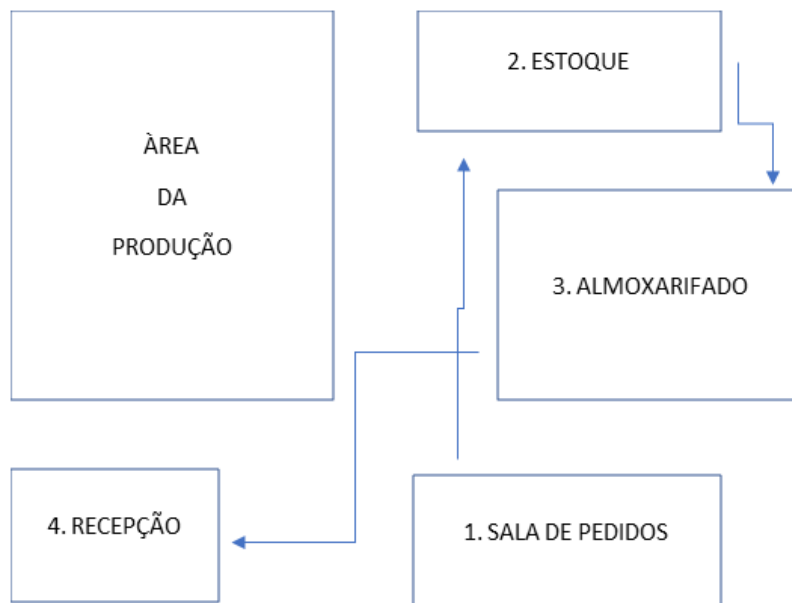 ÀREA
DA
PRODUÇÃO
2. ESTOQUE
3. ALMOXARIFADO
4. RECEPÇÃO
1. SALA DE PEDIDOS